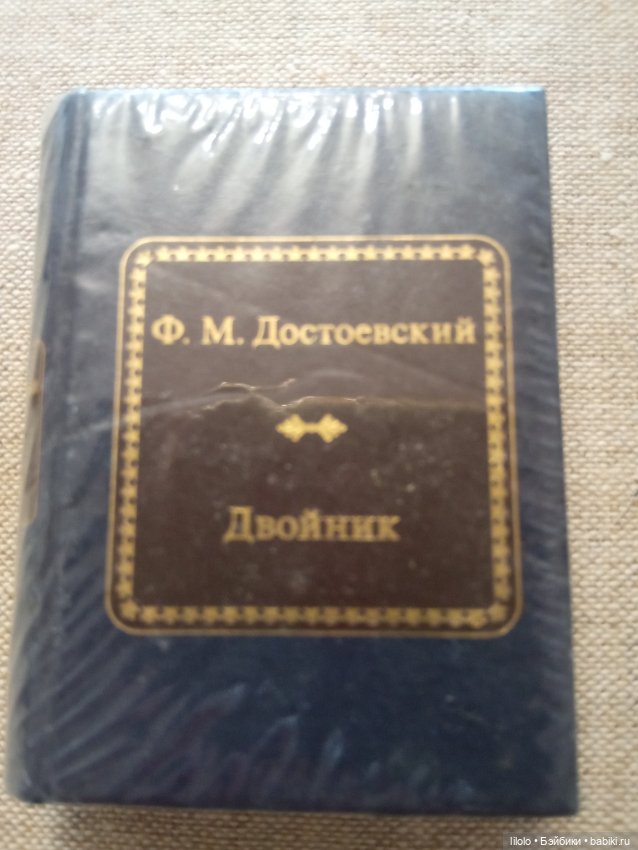 Ф. М. Достоевский
Двойник
lilolo • Бэйбики • babiki.ru